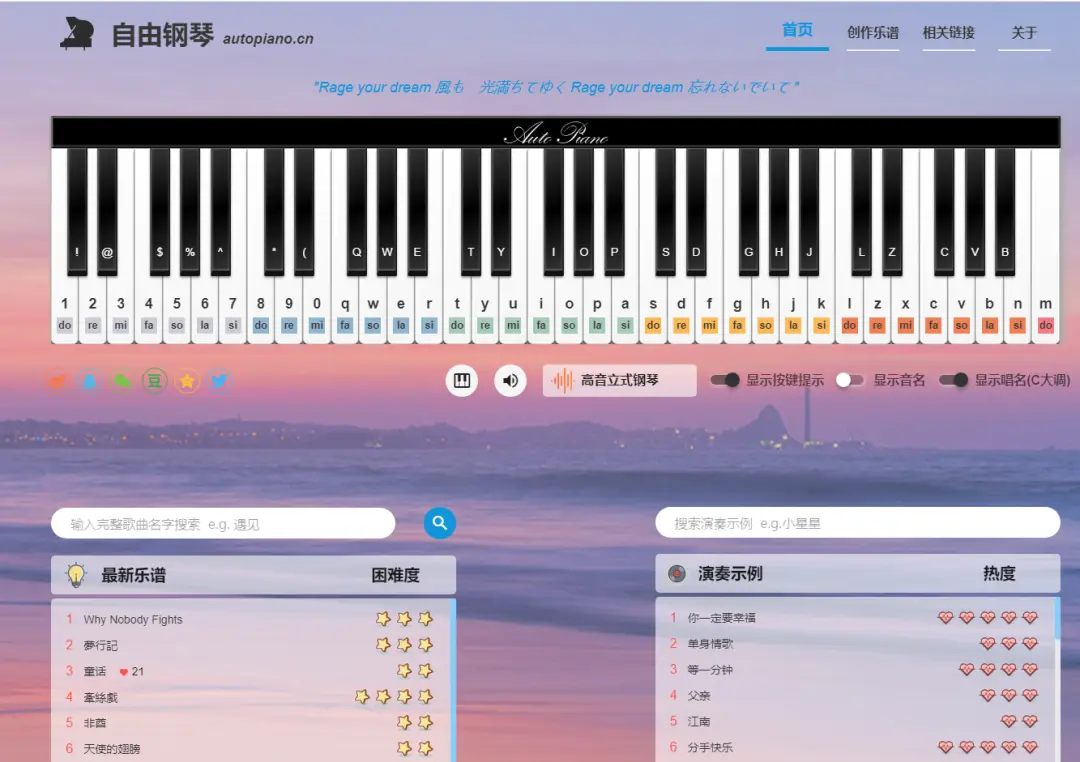 自由钢琴 autopiano.cn 首页 创作乐谱 相关链接 关于
"Rage your dream 風も　光満ちてゆく Rage your dream 忘れないでいて "
Auto Piano
! @ $ % ^ * ( Q W E T Y I O P S D G H J L Z C V B
1 2 3 4 5 6 7 8 9 0 q w e r t y u i o p a s d f g h j k l z x c v b n m
do re mi fa so la si do re mi fa so la si do re mi fa so la si do re mi fa so la si do re mi fa so la si do
豆 高音立式钢琴 显示按键提示 显示音名 显示唱名(C大调)
输入完整歌曲名字搜索 e.g. 遇见
搜索演奏示例 e.g.小星星
最新乐谱 困难度
1 Why Nobody Fights
2 夢行記
3 童话 21
4 牽絲戲
5 非酋
6 天使的翅膀
演奏示例 热度
1 你一定要幸福
2 单身情歌
3 等一分钟
4 父亲
5 江南
6 分手快乐